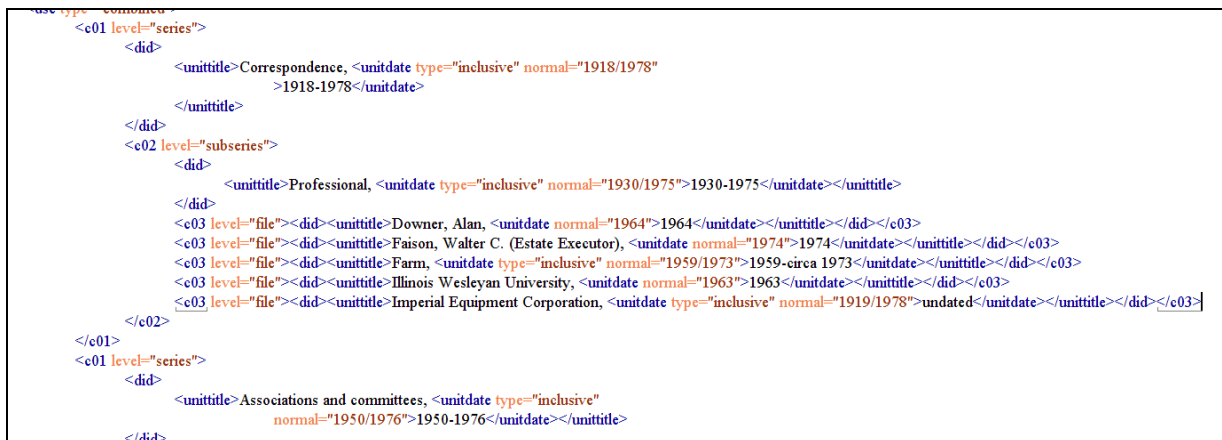 <dsc type="combined">
<c01 level="series">
<did>
<unittitle>Correspondence, <unitdate type="inclusive" normal="1918/1978"
>1918-1978</unitdate>
</unittitle>
</did>
<c02 level="subseries">
<did>
<unittitle>Professional, <unitdate type="inclusive" normal="1930/1975">1930-1975</unitdate></unittitle>
</did>
<c03 level="file"><did><unittitle>Downer, Alan, <unitdate normal="1964">1964</unitdate></unittitle></did></c03>
<c03 level="file"><did><unittitle>Faison, Walter C. (Estate Executor), <unitdate normal="1974">1974</unitdate></unittitle></did></c03>
<c03 level="file"><did><unittitle>Farm, <unitdate type="inclusive" normal="1959/1973">1959-circa 1973</unitdate></unittitle></did></c03>
<c03 level="file"><did><unittitle>Illinois Wesleyan University, <unitdate normal="1963">1963</unitdate></unittitle></did></c03>
<c03 level="file"><did><unittitle>Imperial Equipment Corporation, <unitdate type="inclusive" normal="1919/1978">undated</unitdate></unittitle></did></c03>
</c02>
</c01>
<c01 level="series">
<did>
<unittitle>Associations and committees, <unitdate type="inclusive"
normal="1950/1976">1950-1976</unitdate></unittitle>
</did>